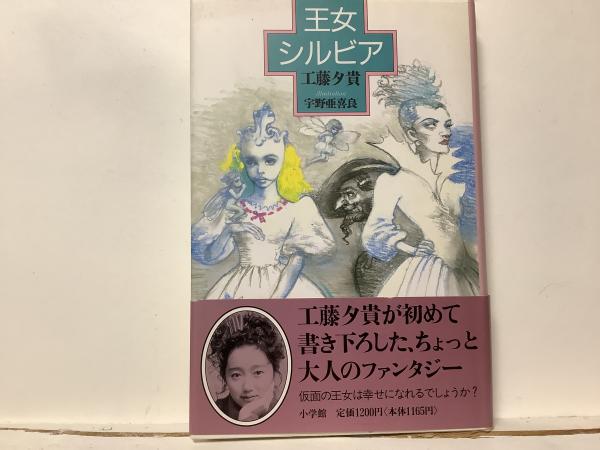 王女
シルビア
工藤夕貴
illustration
宇野亜喜良
工藤夕貴が初めて
書き下ろした、ちょっと
大人のファンタジー
仮面の王女は幸せになれるでしょうか?
小学館 定価1200円〈本体1165円〉